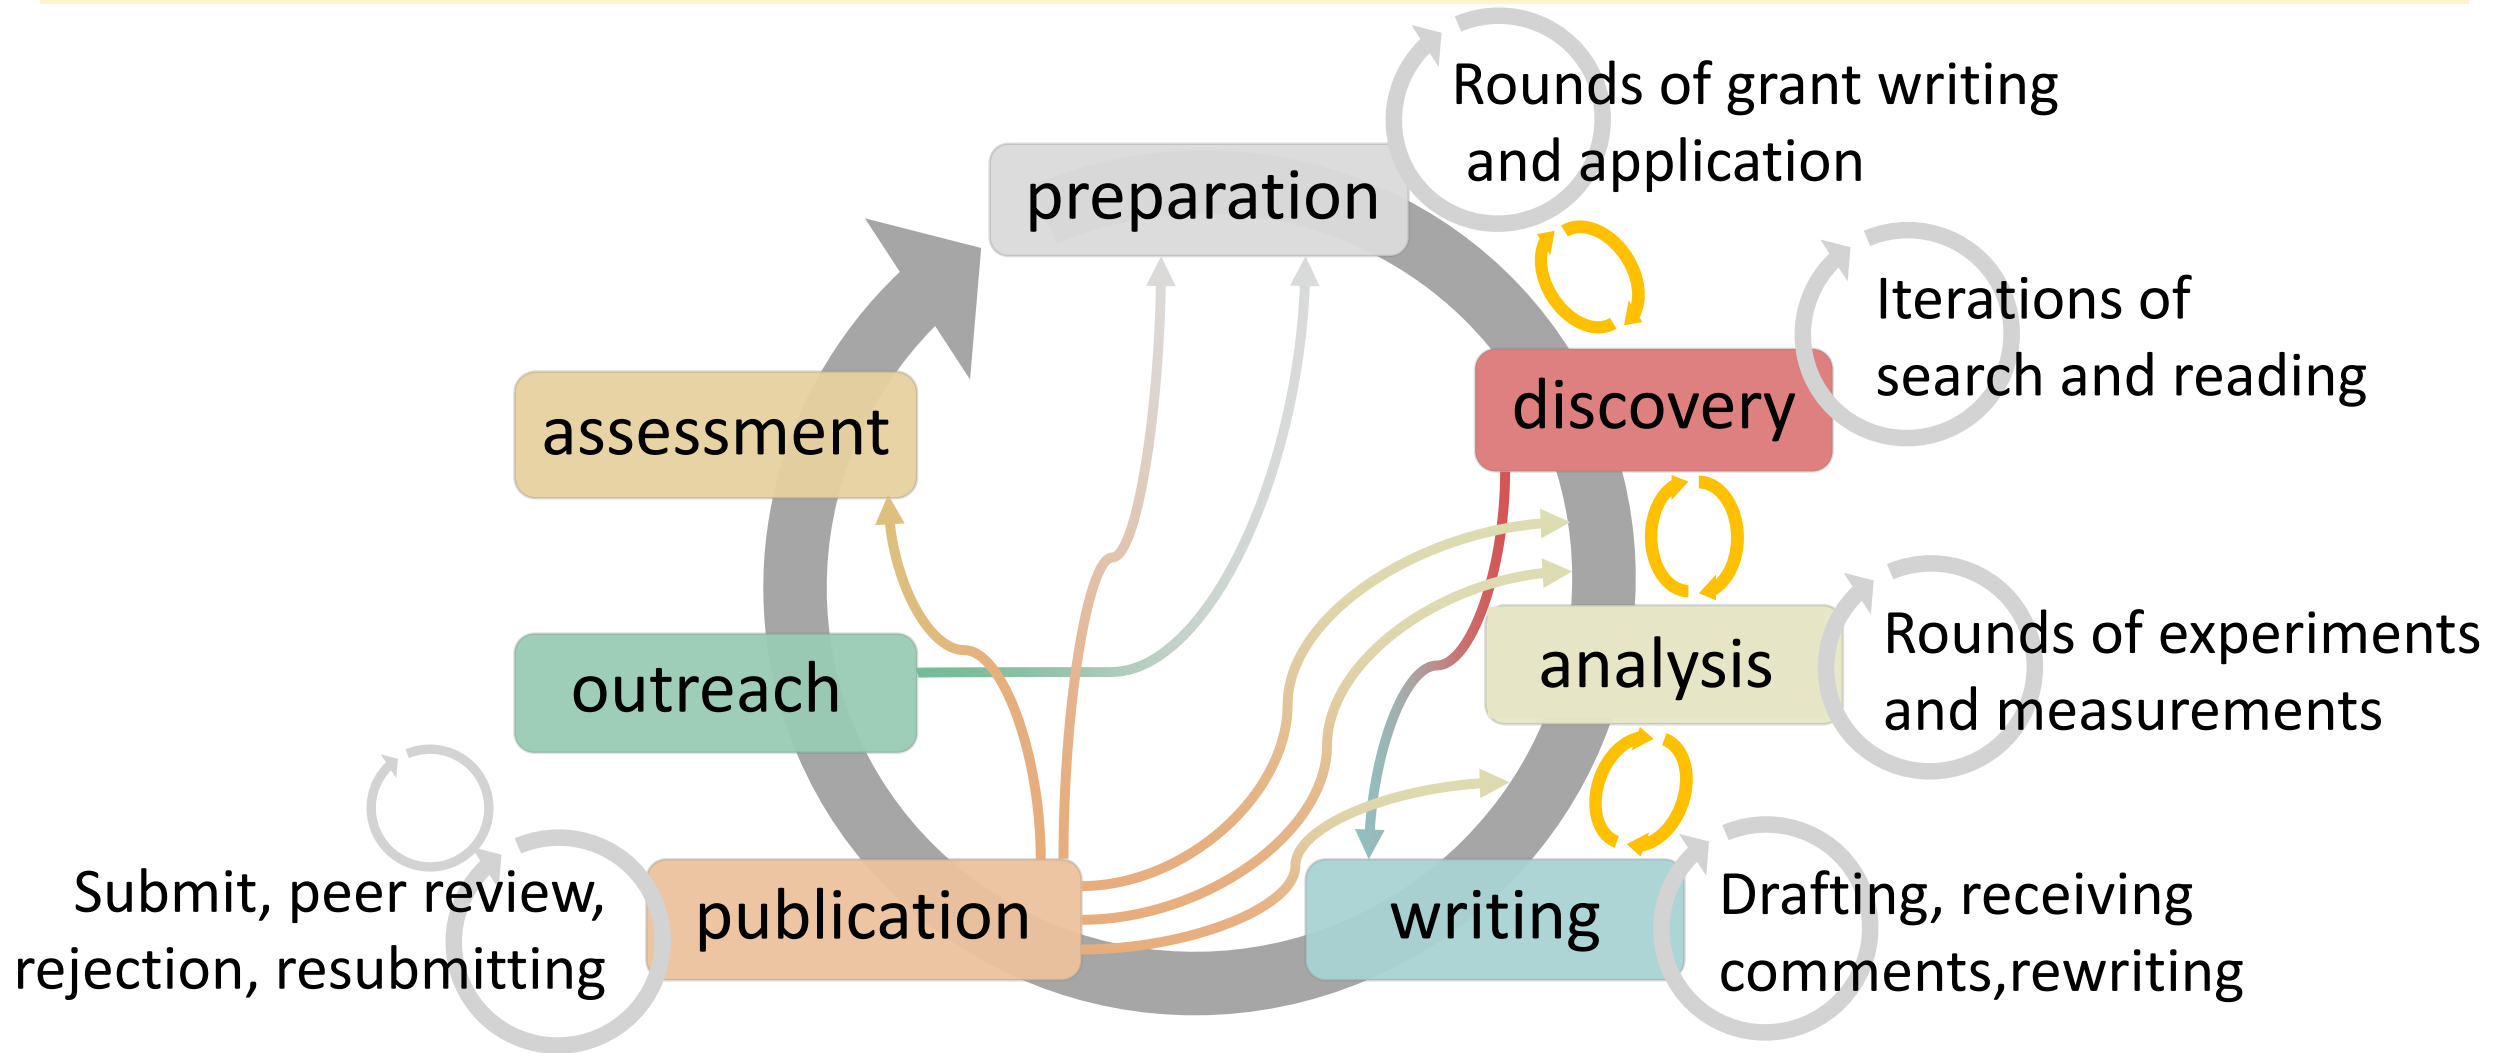 Rounds of grant writing
and application
preparation
Iterations of
search and reading
discovery
assessment
Rounds of experiments
and measurements
analysis
outreach
Submit, peer review,
rejection, resubmitting
publication
writing
Drafting, receiving
comments,rewriting